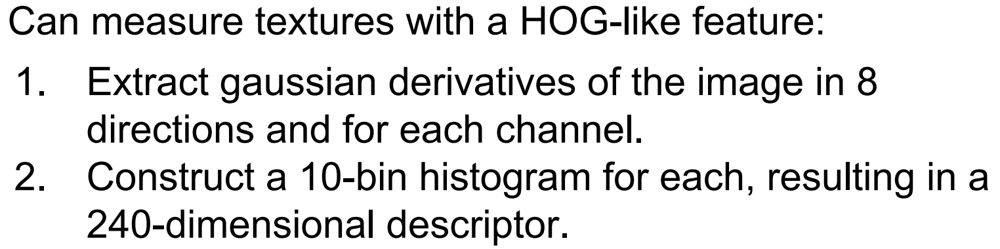 Can measure textures with a HOG-like feature:
1. Extract gaussian derivatives of the image in 8
directions and for each channel.
2. Construct a 10-bin histogram for each, resulting in a
240-dimensional descriptor.